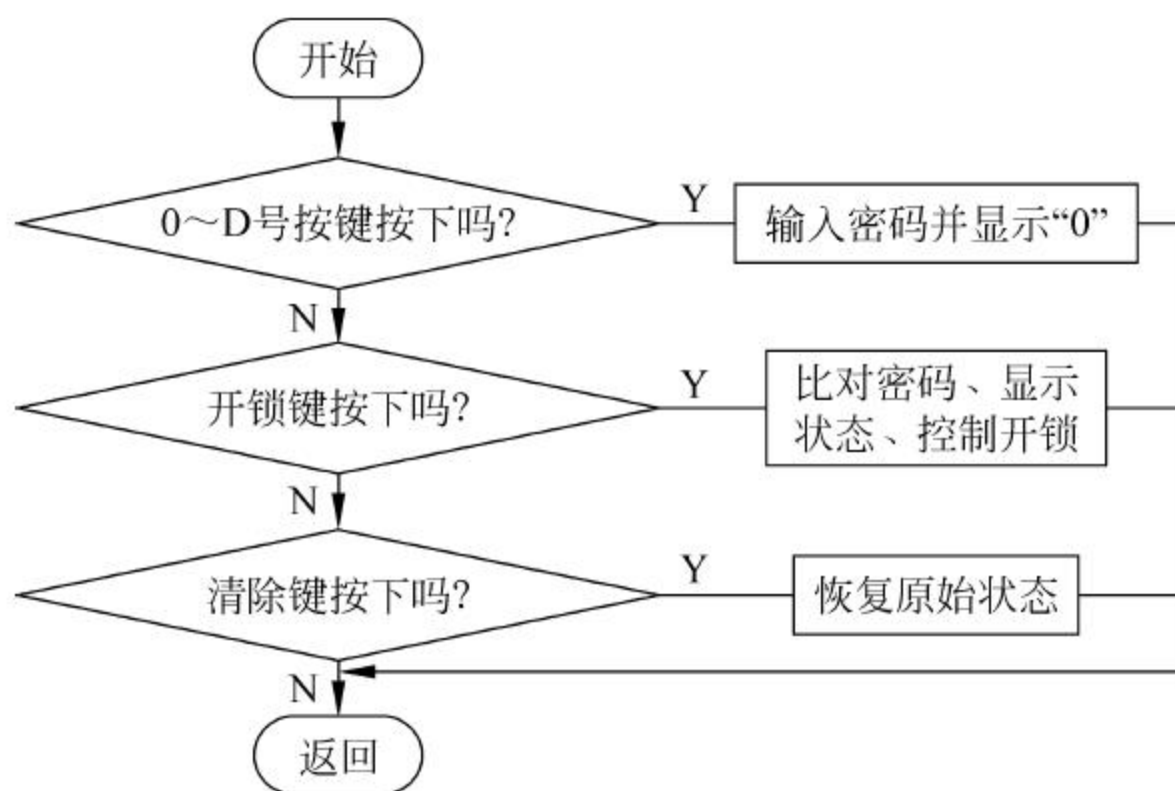 开始
0～D号按键按下吗?
Y
输入密码并显示“0”
N
开锁键按下吗?
Y
比对密码、显示
状态、控制开锁
N
清除键按下吗?
Y
恢复原始状态
N
返回